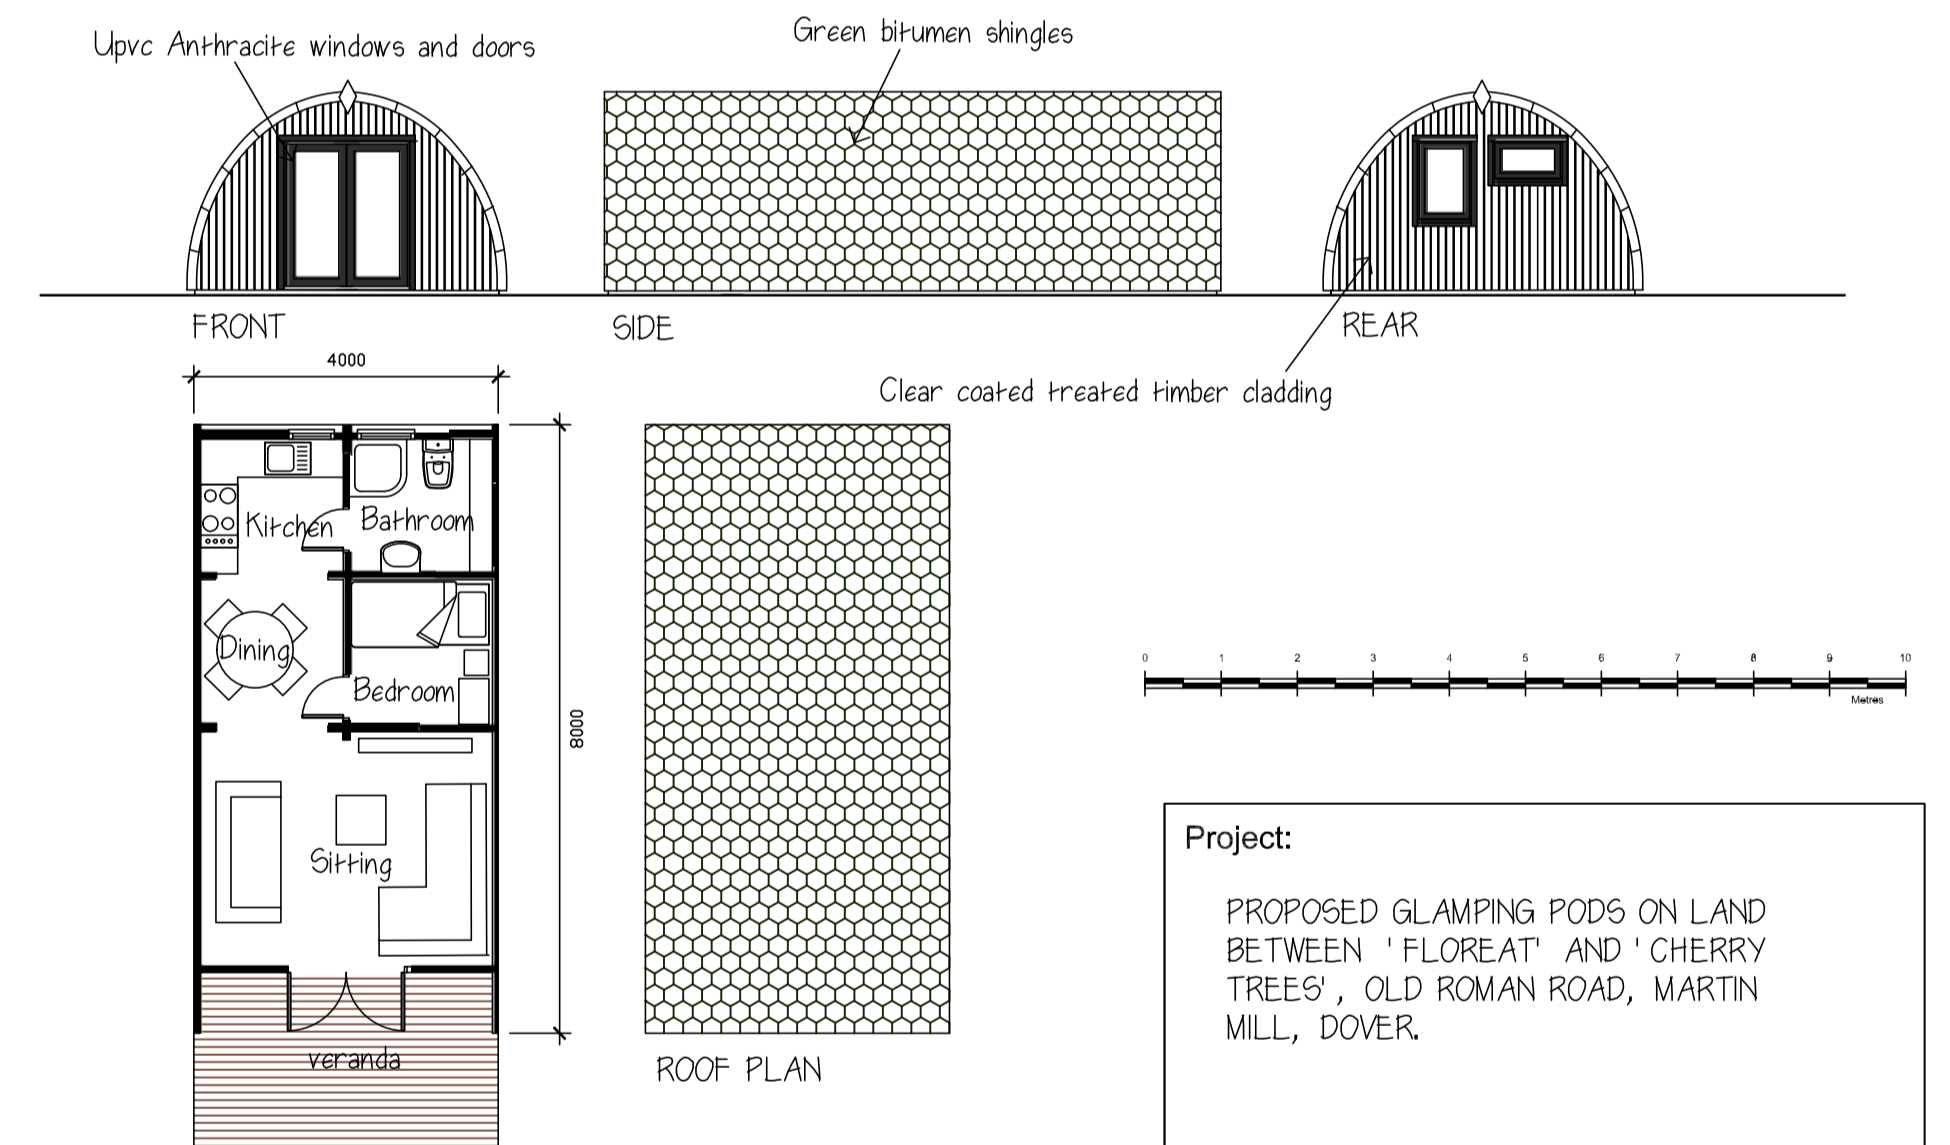 Upvc Anthracite windows and doors
Green bitumen shingles
FRONT
SIDE
REAR
Clear coated treated timber cladding
4000
8000
Kitchen
Bathroom
Dining
Bedroom
Sitting
veranda
ROOF PLAN
0 1 2 3 4 5 6 7 8 9 10
Metres
Project:
PROPOSED GLAMPING PODS ON LAND
BETWEEN 'FLOREAT' AND 'CHERRY
TREES', OLD ROMAN ROAD, MARTIN
MILL, DOVER.